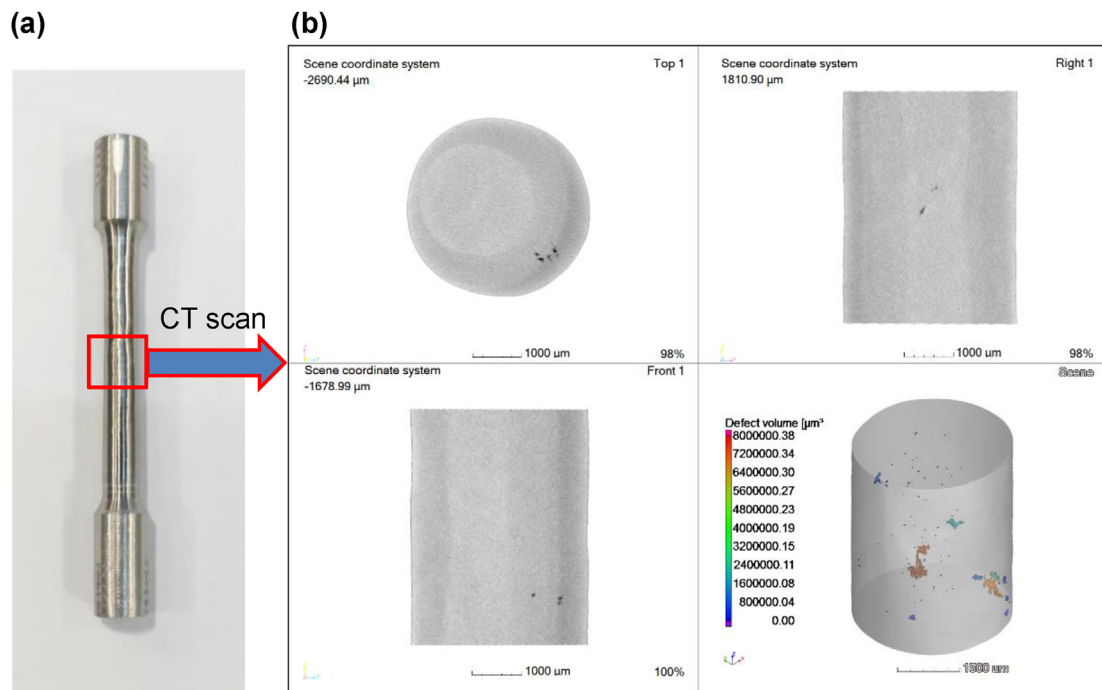 (a)
(b)
CT scan
Scene coordinate system
-2690.44 µm
Top 1
1000 µm
98%
Scene coordinate system
1810.90 µm
Right 1
1000 µm
98%
Scene coordinate system
-1678.99 µm
Front 1
1000 µm
100%
Scene
Defect volume [µm³
8000000.38
7200000.34
6400000.30
5600000.27
4800000.23
4000000.19
3200000.15
2400000.11
1600000.08
800000.04
0.00
1500 um